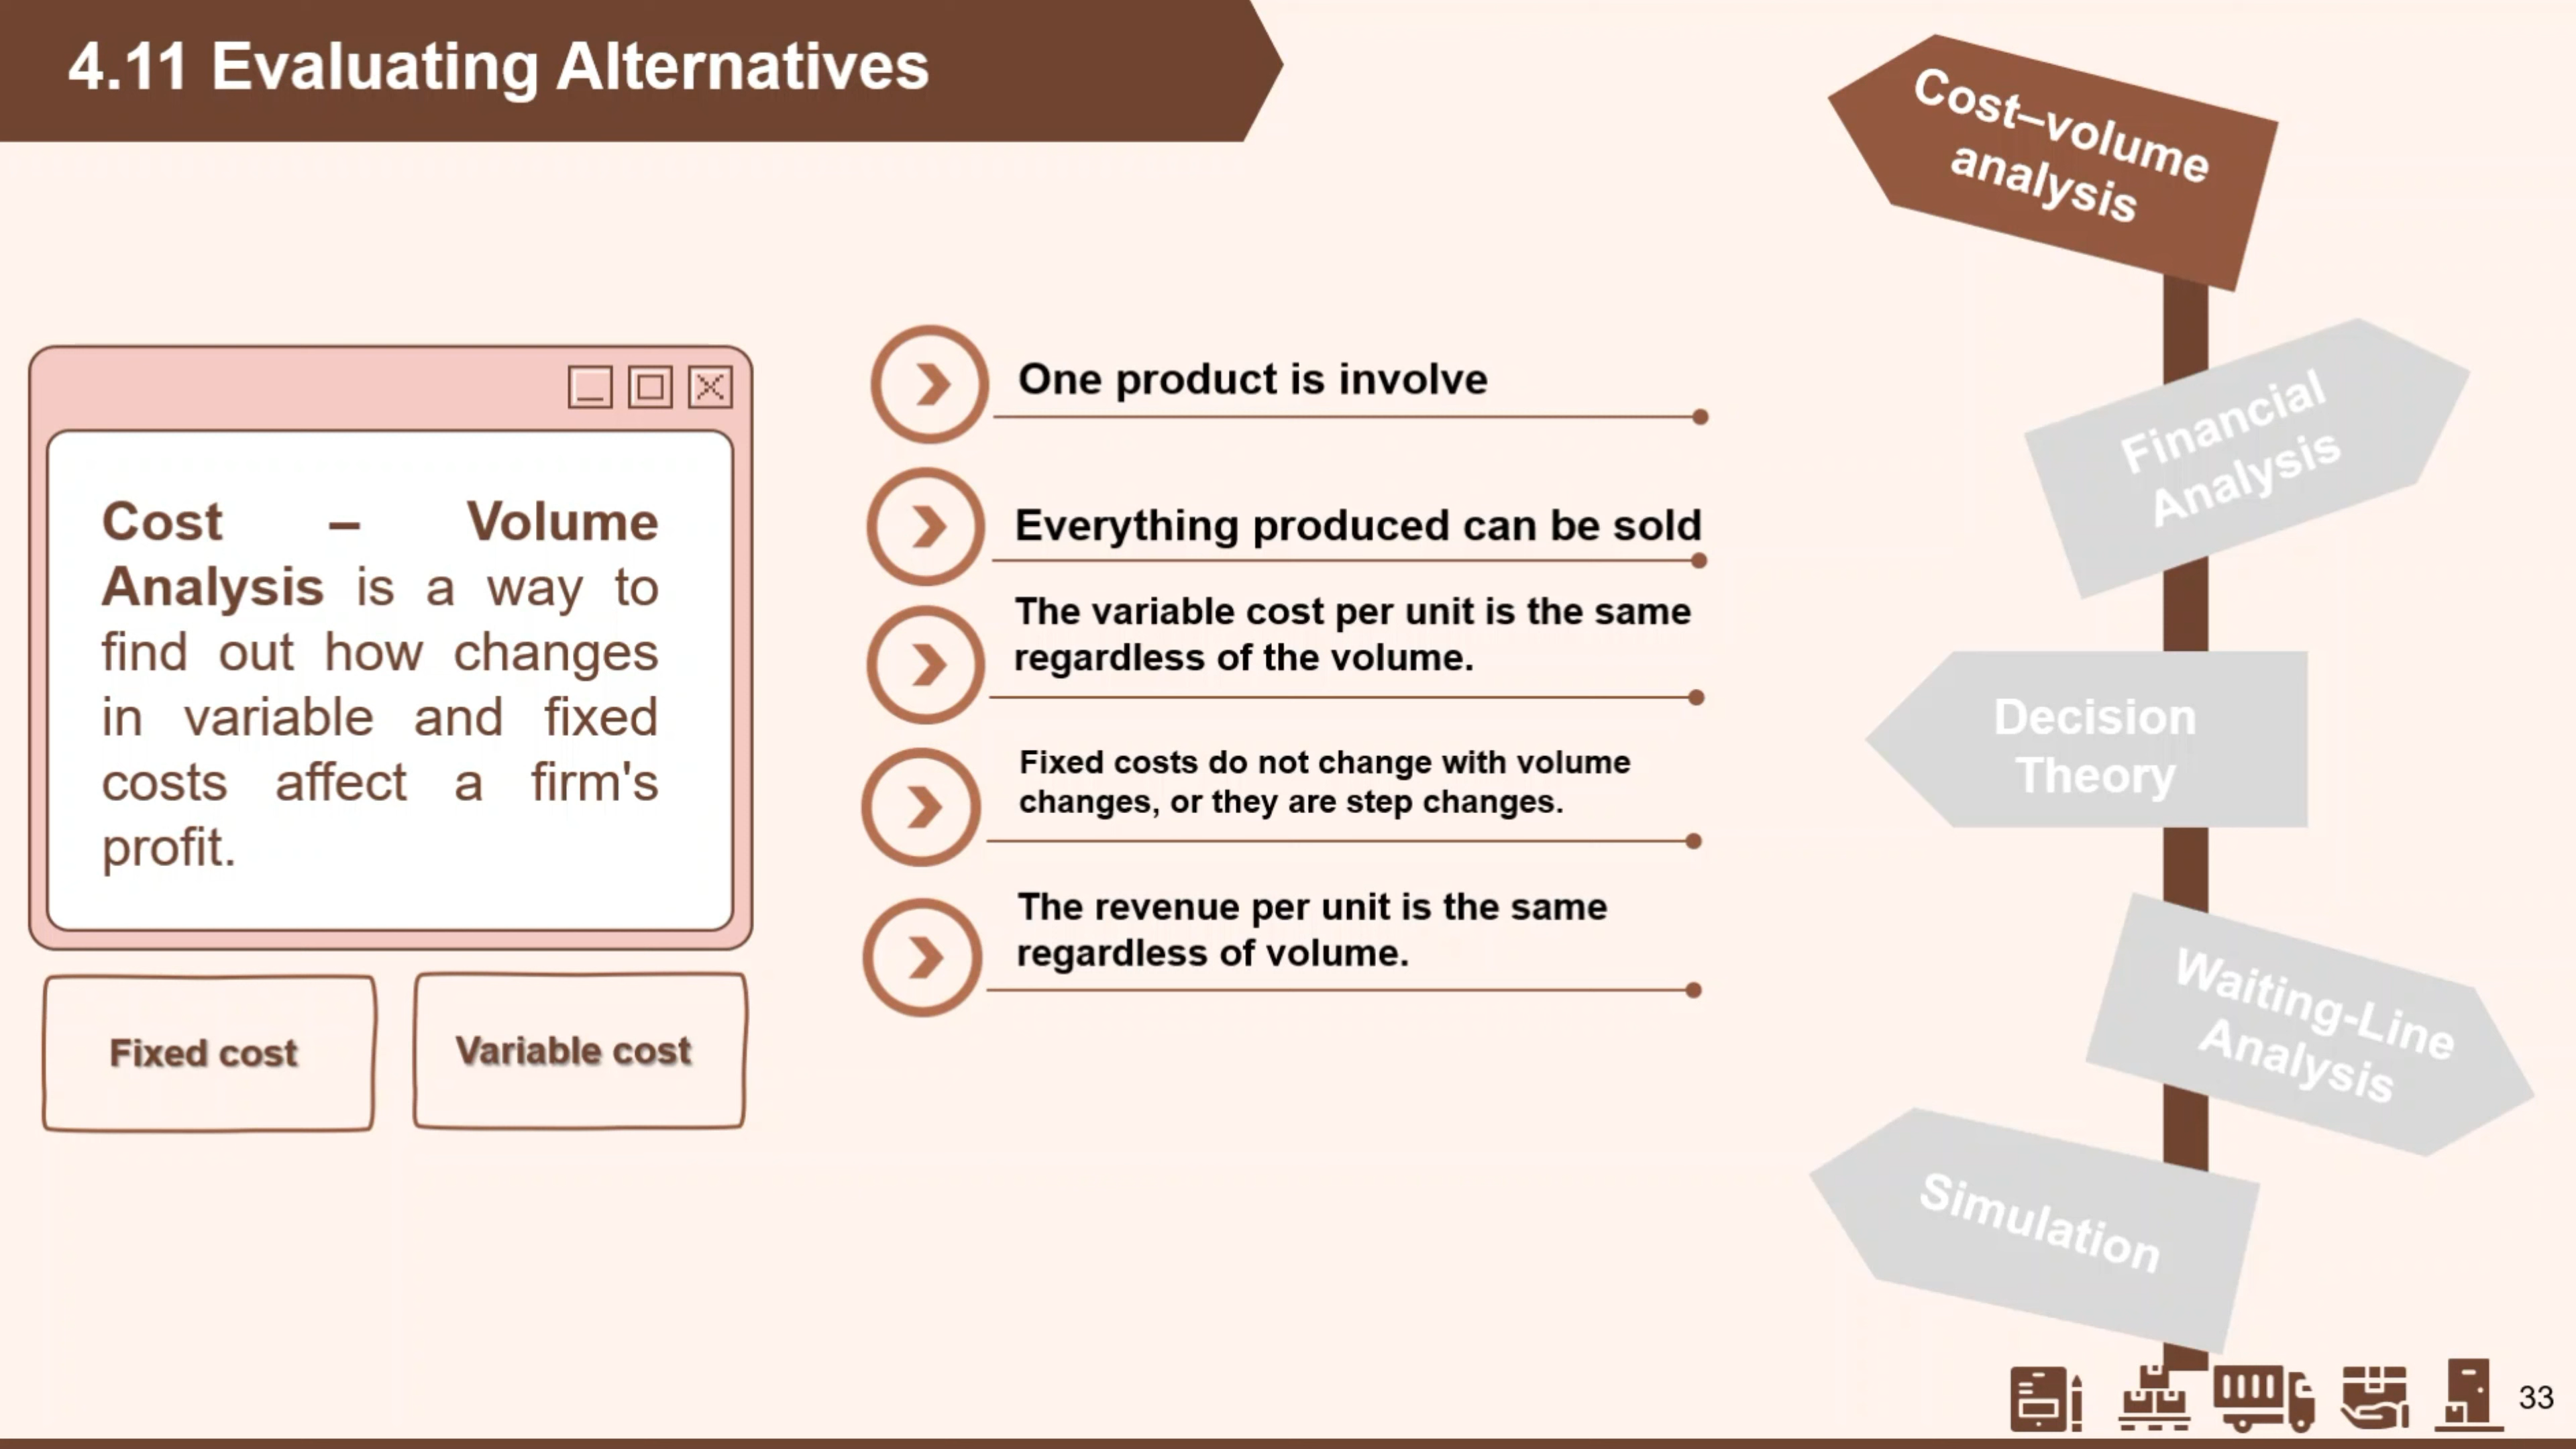 4.11 Evaluating Alternatives
Cost – Volume
Analysis is a way to
find out how changes
in variable and fixed
costs affect a firm's
profit.
Fixed cost
Variable cost
One product is involve
Everything produced can be sold
The variable cost per unit is the same
regardless of the volume.
Fixed costs do not change with volume
changes, or they are step changes.
The revenue per unit is the same
regardless of volume.
Cost–volume
analysis
Financial
Analysis
Decision
Theory
Waiting-Line
Analysis
Simulation
33